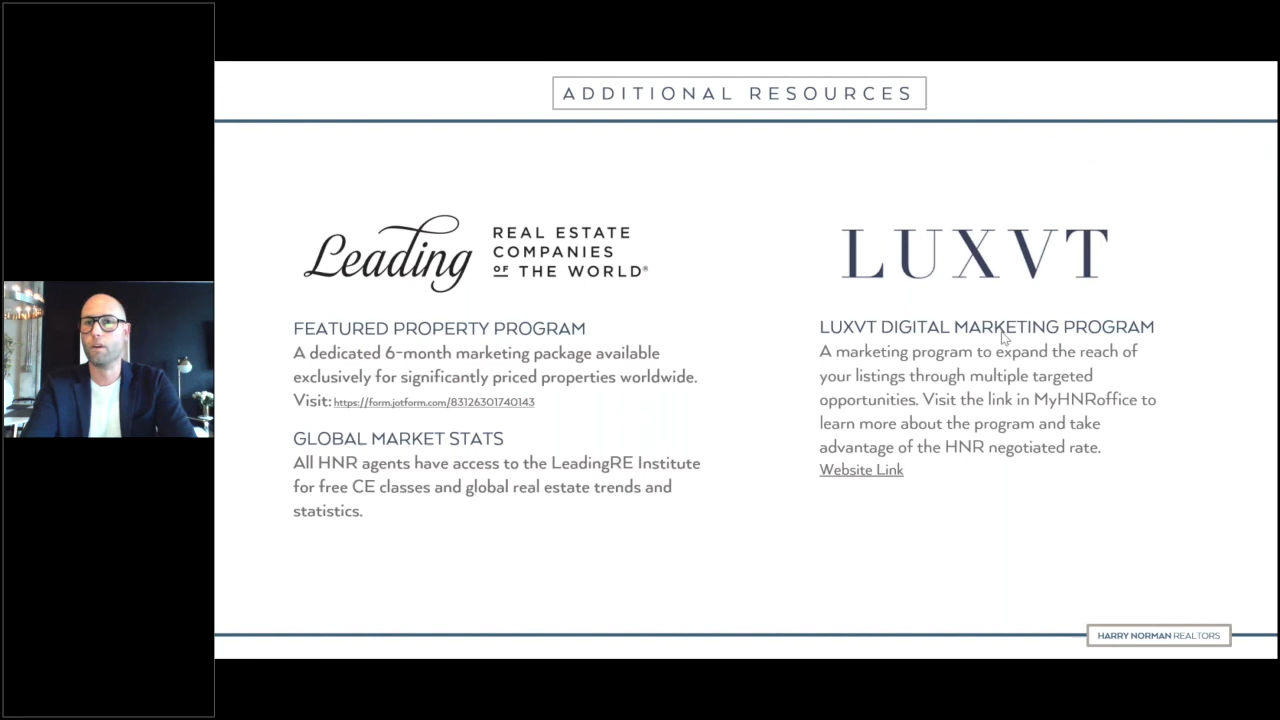 ADDITIONAL RESOURCES
Leading
REAL ESTATE
COMPANIES
OF THE WORLD®
FEATURED PROPERTY PROGRAM
A dedicated 6-month marketing package available
exclusively for significantly priced properties worldwide.
Visit: https://form.jotform.com/83126301740143
GLOBAL MARKET STATS
All HNR agents have access to the LeadingRE Institute
for free CE classes and global real estate trends and
statistics.
LUXVT
LUXVT DIGITAL MARKETING PROGRAM
A marketing program to expand the reach of
your listings through multiple targeted
opportunities. Visit the link in MyHNRoffice to
learn more about the program and take
advantage of the HNR negotiated rate.
Website Link
HARRY NORMAN REALTORS